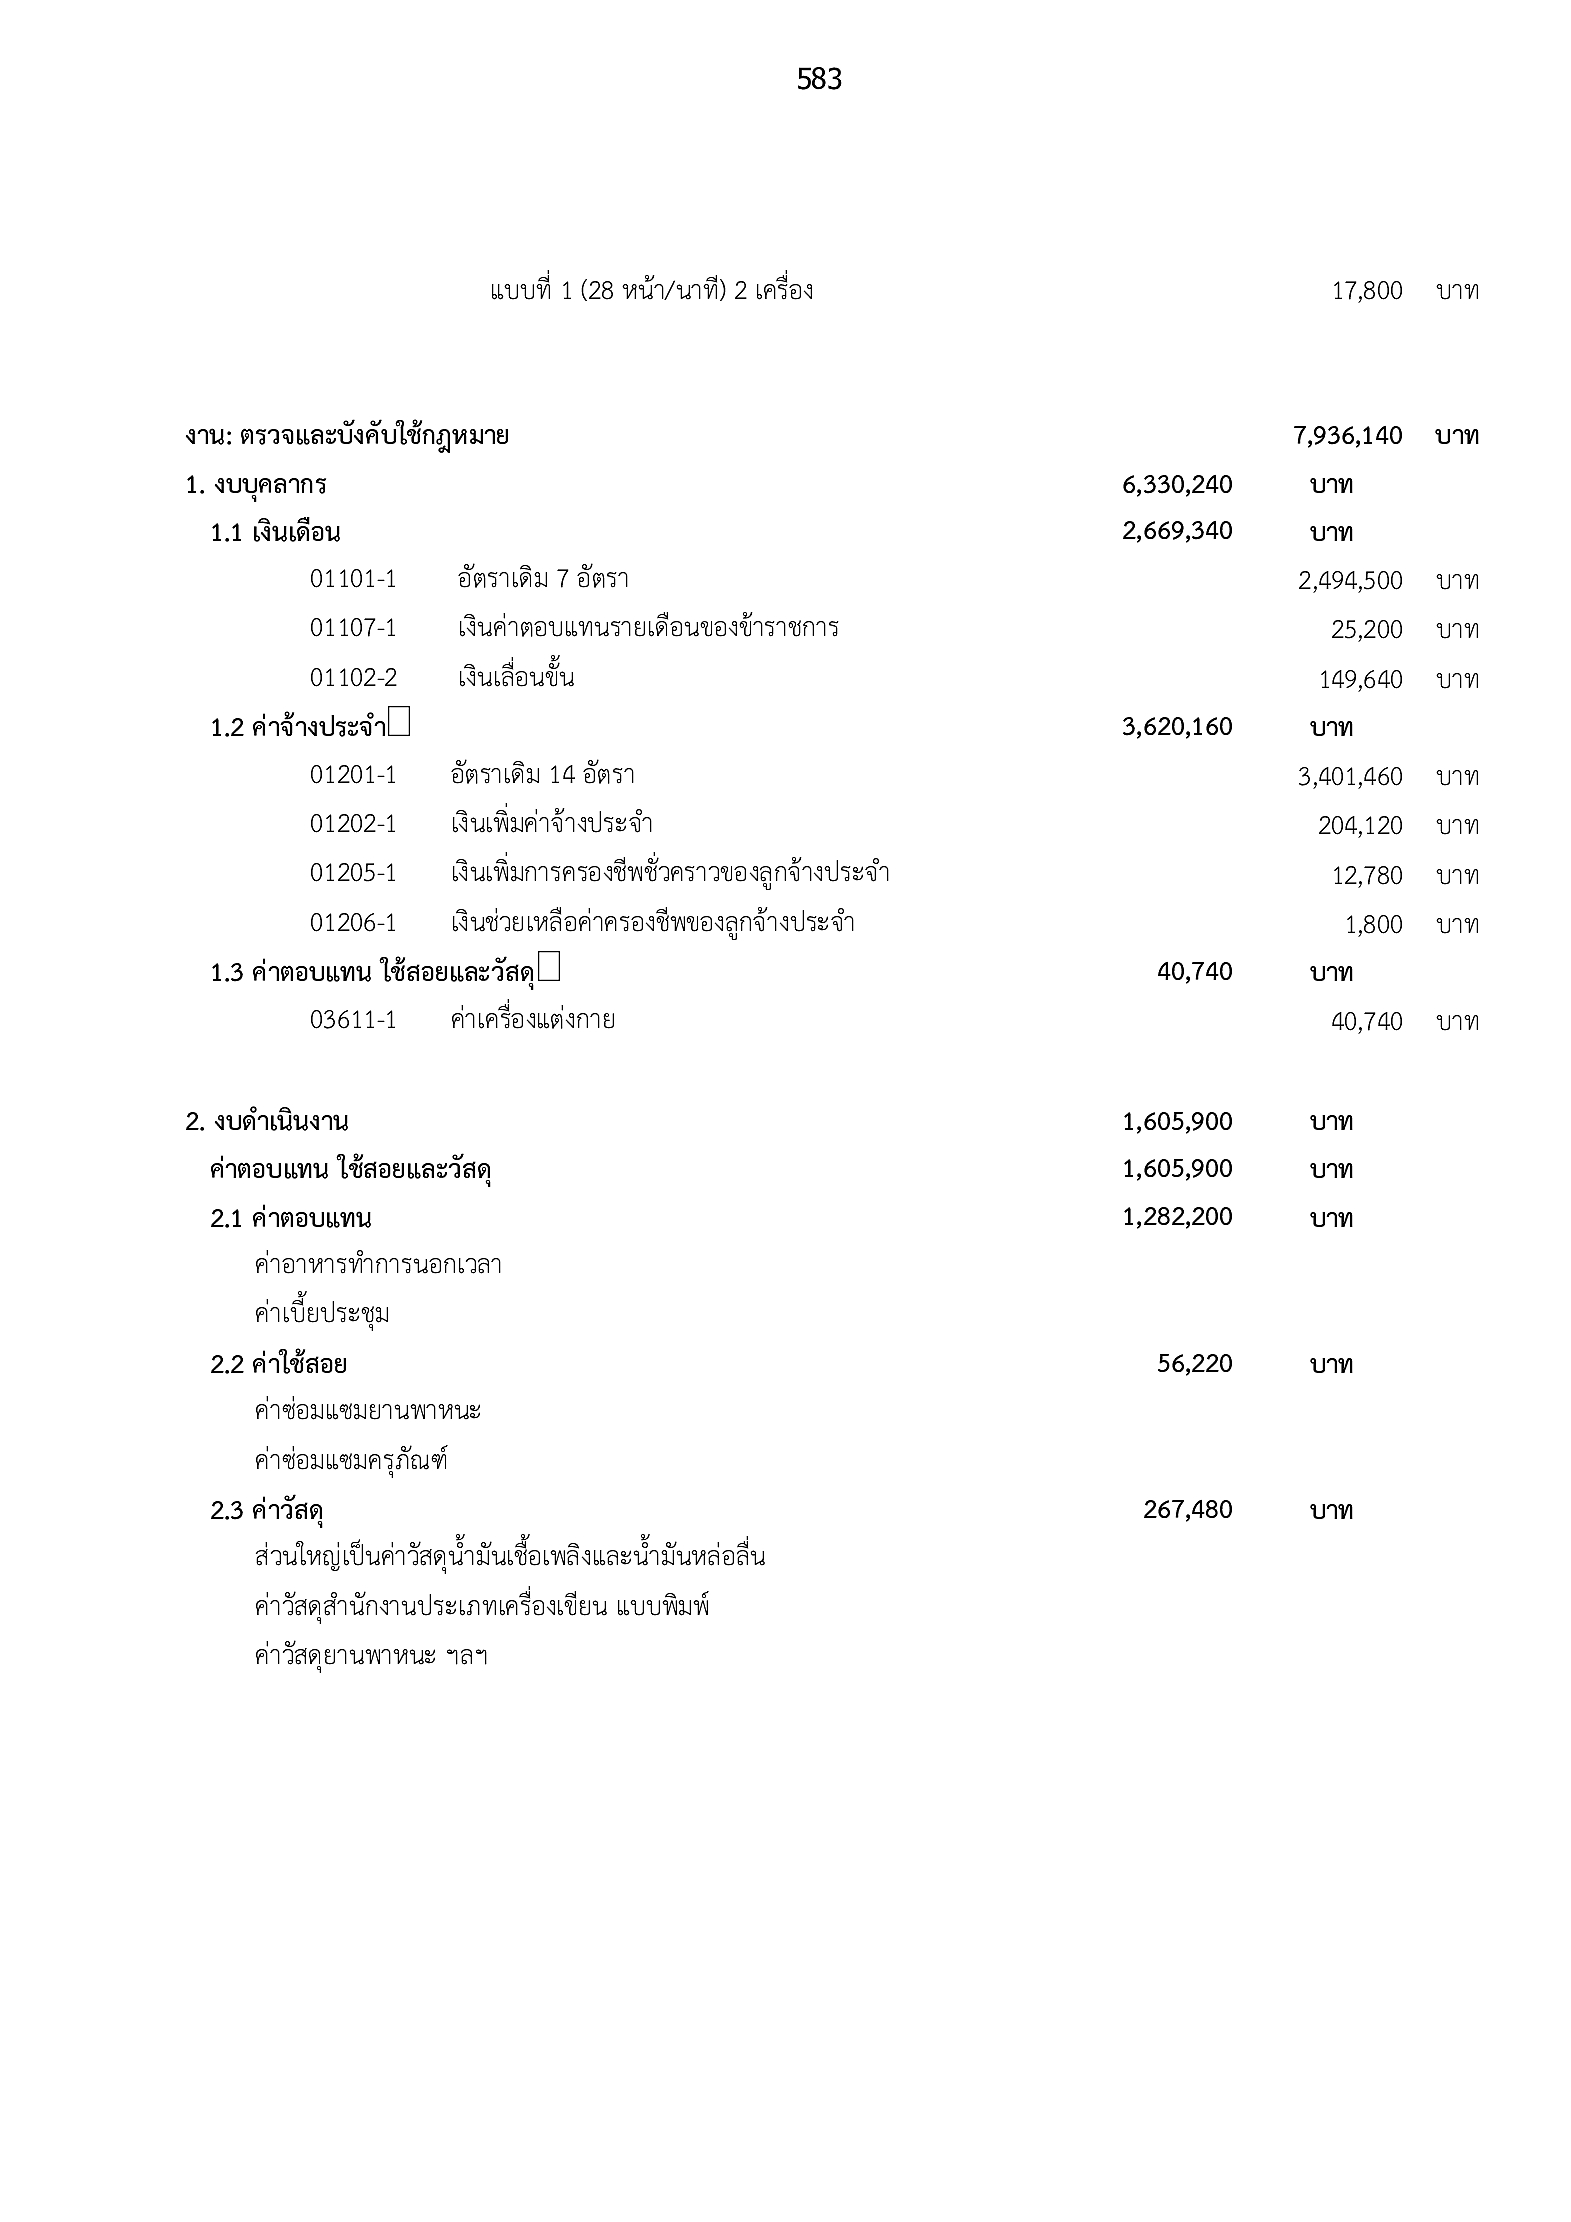 583
แบบที่ 1 (28 หน้า/นาที) 2 เครื่อง 17,800 บาท
งาน: ตรวจและบังคับใช้กฎหมาย 7,936,140 บาท
1. งบบุคลากร 6,330,240 บาท
1.1 เงินเดือน 2,669,340 บาท
01101-1 อัตราเดิม 7 อัตรา 2,494,500 บาท
01107-1 เงินค่าตอบแทนรายเดือนของข้าราชการ 25,200 บาท
01102-2 เงินเลื่อนขั้น 149,640 บาท
1.2 ค่าจ้างประจำ 3,620,160 บาท
01201-1 อัตราเดิม 14 อัตรา 3,401,460 บาท
01202-1 เงินเพิ่มค่าจ้างประจำ 204,120 บาท
01205-1 เงินเพิ่มการครองชีพชั่วคราวของลูกจ้างประจำ 12,780 บาท
01206-1 เงินช่วยเหลือค่าครองชีพของลูกจ้างประจำ 1,800 บาท
1.3 ค่าตอบแทน ใช้สอยและวัสดุ 40,740 บาท
03611-1 ค่าเครื่องแต่งกาย 40,740 บาท
2. งบดำเนินงาน 1,605,900 บาท
ค่าตอบแทน ใช้สอยและวัสดุ 1,605,900 บาท
2.1 ค่าตอบแทน 1,282,200 บาท
ค่าอาหารทำการนอกเวลา
ค่าเบี้ยประชุม
2.2 ค่าใช้สอย 56,220 บาท
ค่าซ่อมแซมยานพาหนะ
ค่าซ่อมแซมครุภัณฑ์
2.3 ค่าวัสดุ 267,480 บาท
ส่วนใหญ่เป็นค่าวัสดุน้ำมันเชื้อเพลิงและน้ำมันหล่อลื่น
ค่าวัสดุสำนักงานประเภทเครื่องเขียน แบบพิมพ์
ค่าวัสดุยานพาหนะ ฯลฯ